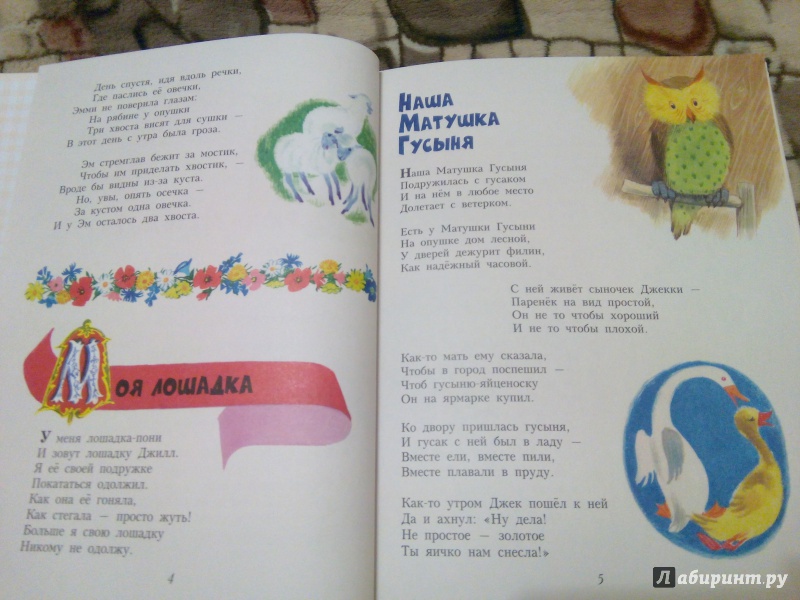 День спустя, идя вдоль речки,
Где паслись её овечки,
Эмми не поверила глазам:
На рябине у опушки
Три хвоста висят для сушки –
В этот день с утра была гроза.
Эм стремглав бежит за мостик,
Чтобы им приделать хвостик, –
Вроде бы видны из-за куста.
Но, увы, опять осечка –
За кустом одна овечка.
И у Эм осталось два хвоста.
Моя лошадка
У меня лошадка-пони
И зовут лошадку Джилл.
Я её своей подружке
Покататься одолжил.
Как она её гоняла,
Как стегала – просто жуть!
Больше я свою лошадку
Никому не одолжу.
4
Наша
Матушка
Гусыня
Наша Матушка Гусыня
Подружилась с гусаком
И на нём в любое место
Долетает с ветерком.
Есть у Матушки Гусыни
На опушке дом лесной,
У дверей дежурит филин,
Как надёжный часовой.
С ней живёт сыночек Джекки –
Паренёк на вид простой,
Он не то чтобы хороший
И не то чтобы плохой.
Как-то мать ему сказала,
Чтобы в город поспешил –
Чтоб гусыню-яйценоску
Он на ярмарке купил.
Ко двору пришлась гусыня,
И гусак с ней был в ладу –
Вместе ели, вместе пили,
Вместе плавали в пруду.
Как-то утром Джек пошёл к ней
Да и ахнул: «Ну дела!
Не простое – золотое
Ты яичко нам снесла!»
5
Лабиринт.ру